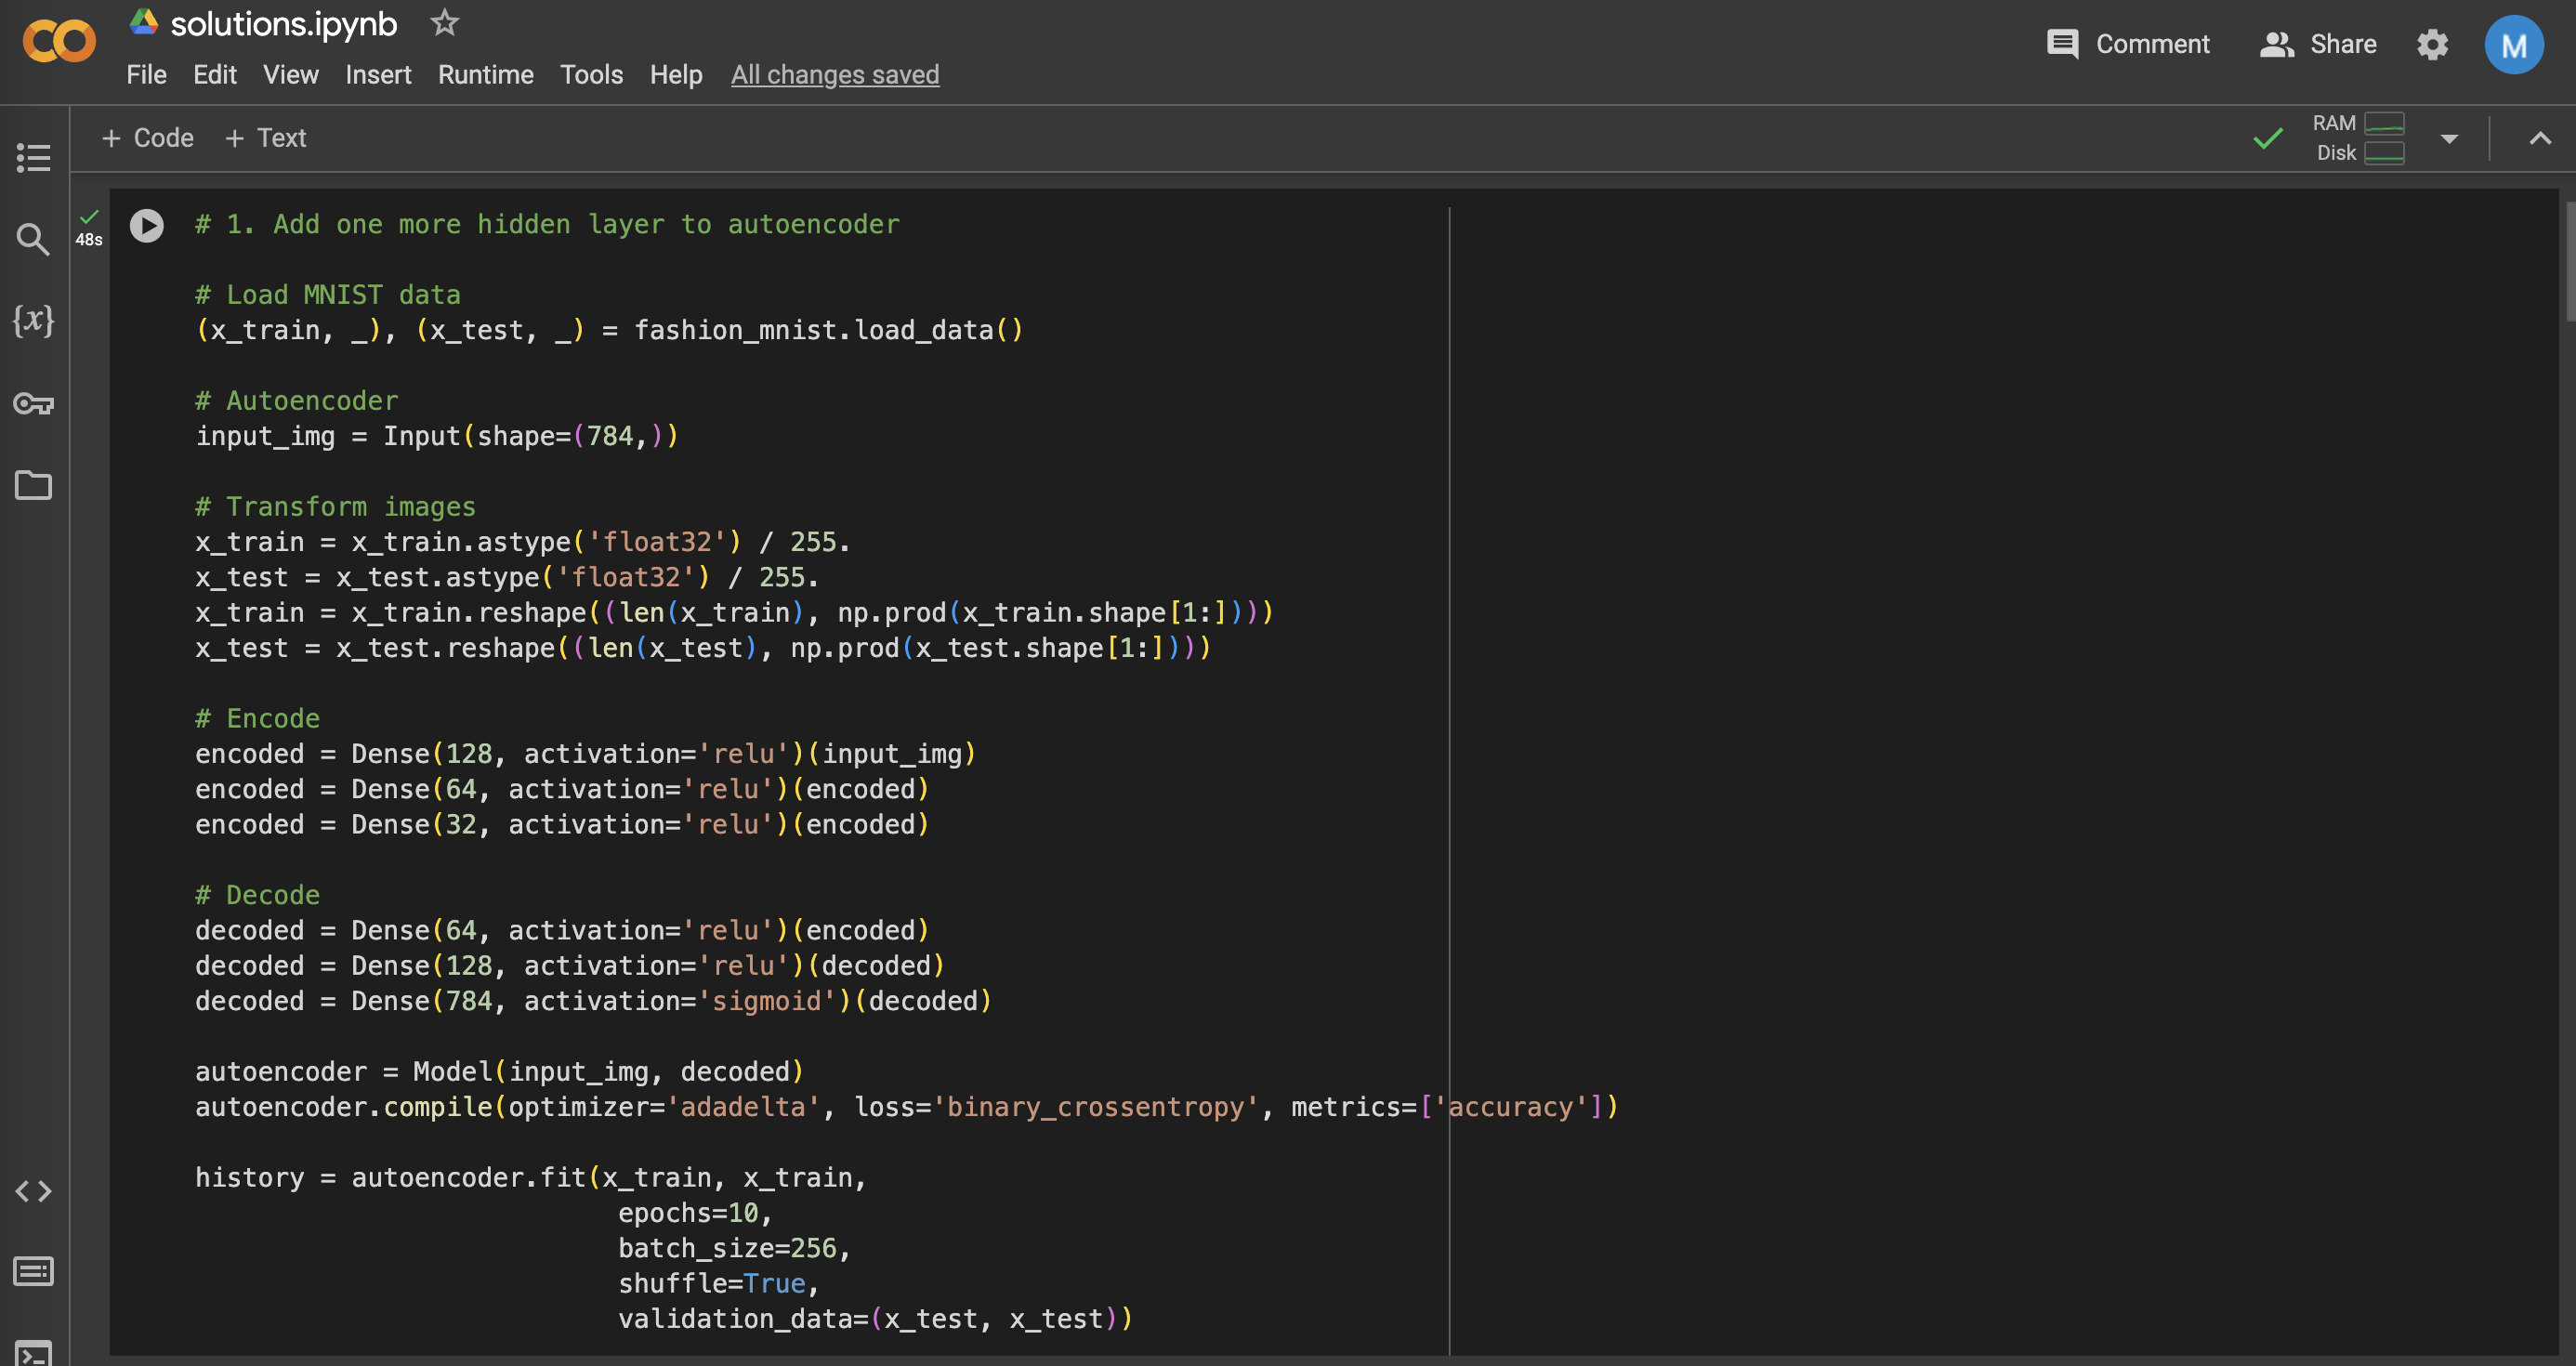 solutions.ipynb
File Edit View Insert Runtime Tools Help All changes saved
Comment Share M
+ Code + Text
RAM
Disk
48s
# 1. Add one more hidden layer to autoencoder
# Load MNIST data
(x_train, _), (x_test, _) = fashion_mnist.load_data()
# Autoencoder
input_img = Input(shape=(784,))
# Transform images
x_train = x_train.astype('float32') / 255.
x_test = x_test.astype('float32') / 255.
x_train = x_train.reshape((len(x_train), np.prod(x_train.shape[1:])))
x_test = x_test.reshape((len(x_test), np.prod(x_test.shape[1:])))
# Encode
encoded = Dense(128, activation='relu')(input_img)
encoded = Dense(64, activation='relu')(encoded)
encoded = Dense(32, activation='relu')(encoded)
# Decode
decoded = Dense(64, activation='relu')(encoded)
decoded = Dense(128, activation='relu')(decoded)
decoded = Dense(784, activation='sigmoid')(decoded)
autoencoder = Model(input_img, decoded)
autoencoder.compile(optimizer='adadelta', loss='binary_crossentropy', metrics=['accuracy'])
history = autoencoder.fit(x_train, x_train,
epochs=10,
batch_size=256,
shuffle=True,
validation_data=(x_test, x_test))